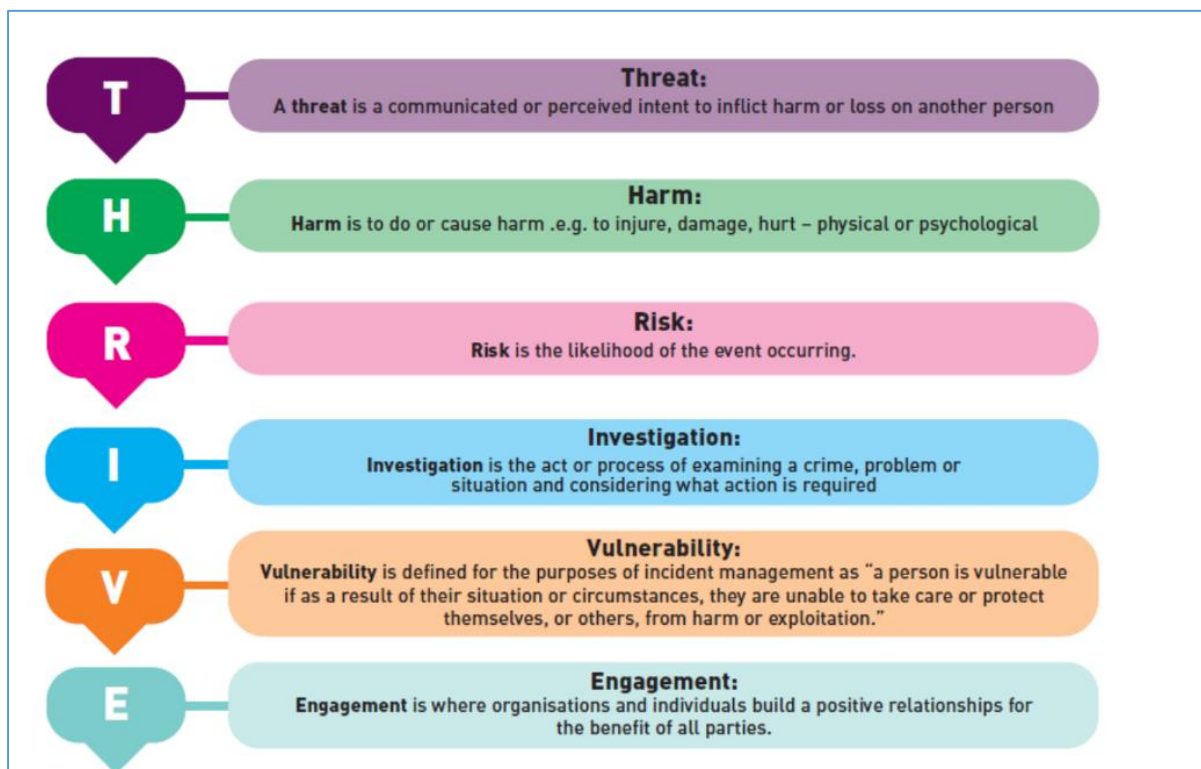 T
Threat:
A threat is a communicated or perceived intent to inflict harm or loss on another person
H
Harm:
Harm is to do or cause harm .e.g. to injure, damage, hurt – physical or psychological
R
Risk:
Risk is the likelihood of the event occurring.
I
Investigation:
Investigation is the act or process of examining a crime, problem or
situation and considering what action is required
V
Vulnerability:
Vulnerability is defined for the purposes of incident management as “a person is vulnerable
if as a result of their situation or circumstances, they are unable to take care or protect
themselves, or others, from harm or exploitation.”
E
Engagement:
Engagement is where organisations and individuals build a positive relationships for
the benefit of all parties.